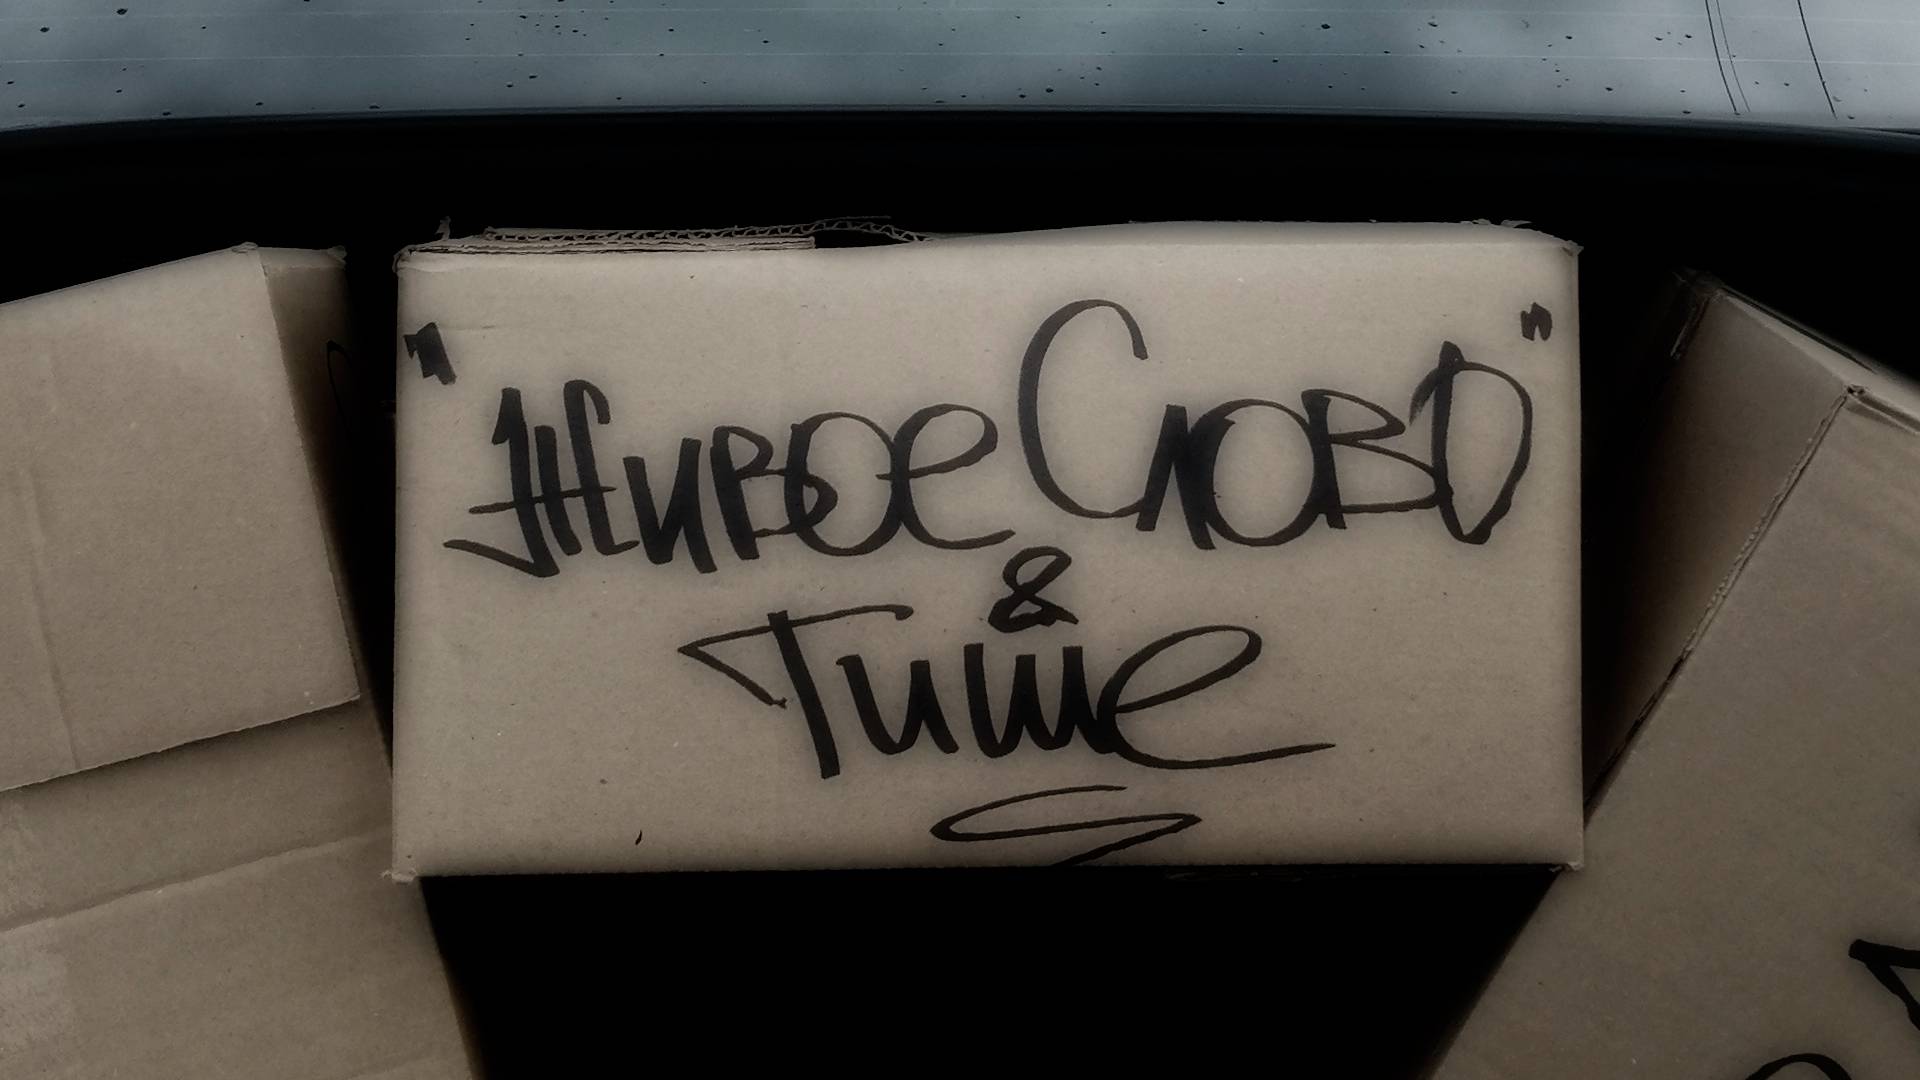 "Живое Слово"
&
Тише